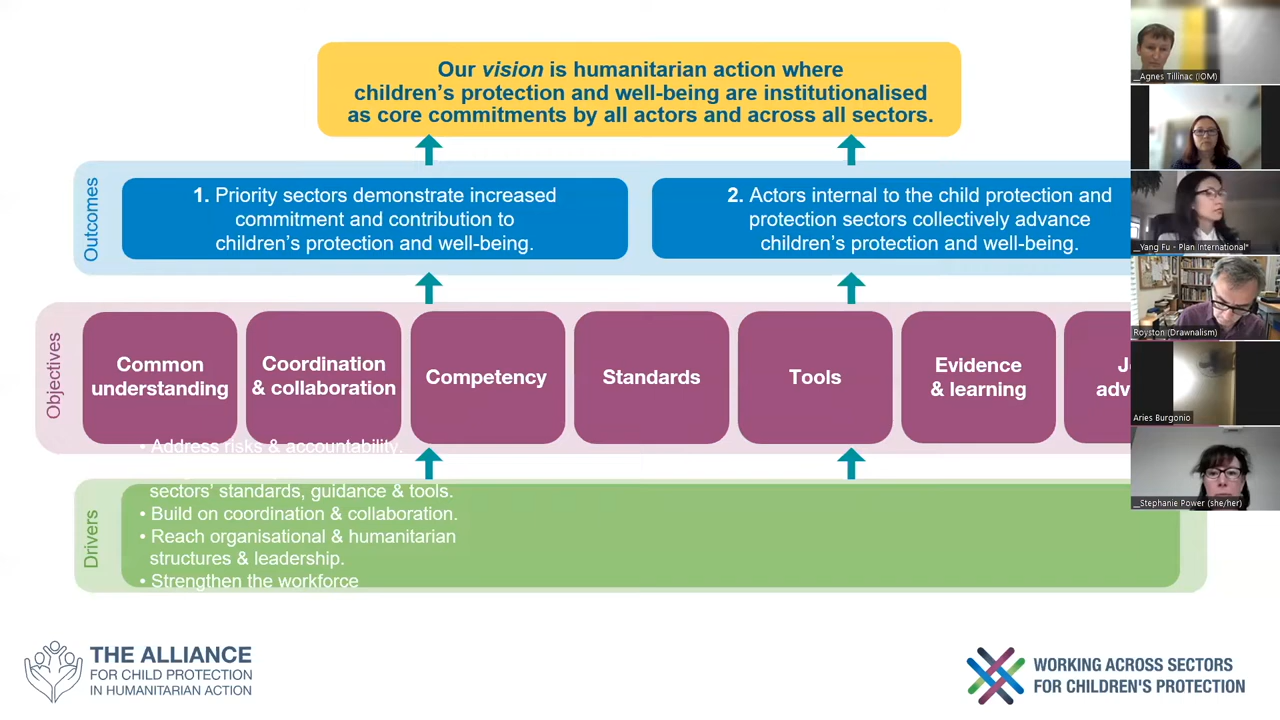 Our vision is humanitarian action where
children's protection and well-being are institutionalised
as core commitments by all actors and across all sectors.
Outcomes
1. Priority sectors demonstrate increased
commitment and contribution to
children's protection and well-being.
2. Actors internal to the child protection and
protection sectors collectively advance
children's protection and well-being.
Objectives
Common
understanding
Coordination
& collaboration
Competency
Standards
Tools
Evidence
& learning
adv
Drivers
• Address risks & accountability.
sectors' standards, guidance & tools.
• Build on coordination & collaboration.
• Reach organisational & humanitarian
structures & leadership.
• Strengthen the workforce
THE ALLIANCE
FOR CHILD PROTECTION
IN HUMANITARIAN ACTION
WORKING ACROSS SECTORS
FOR CHILDREN'S PROTECTION
_Agnes Tillinac (IOM)
_Yang Fu - Plan International*
Royston (Drawnalism)
Aries Burgonio
_Stephanie Power (she/her)